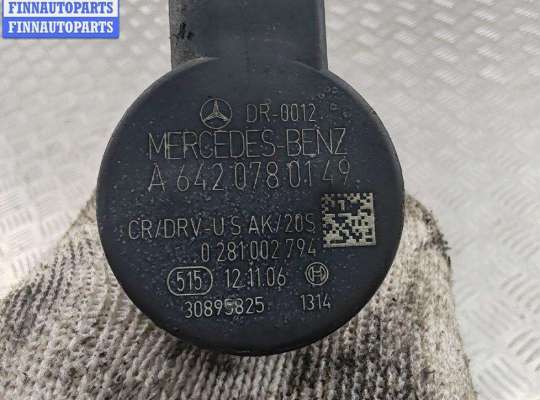 FINNAUTOPARTS
FINNAUTOPARTS
DR-0012
MERCEDES-BENZ
A 642 078 01 49
CR/DRV-U S AK/20S
0 281 002 794
515 12.11.06
30895825 1314